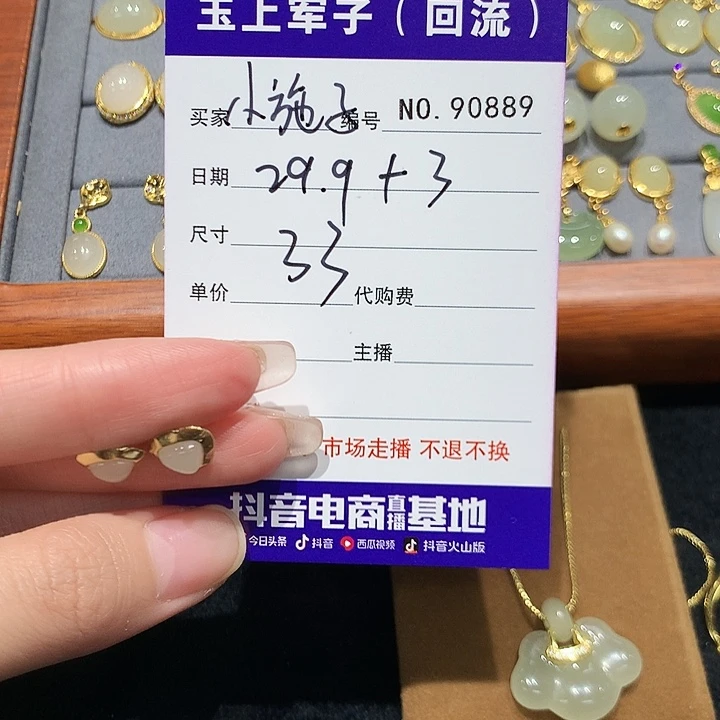 玉上军子（回流）
买家 小施子 编号 NO.90889
日期 29.9+3
尺寸 33
单价 代购费
主播
市场走播 不退不换
抖音电商直播基地
今日头条 抖音 西瓜视频 抖音火山版